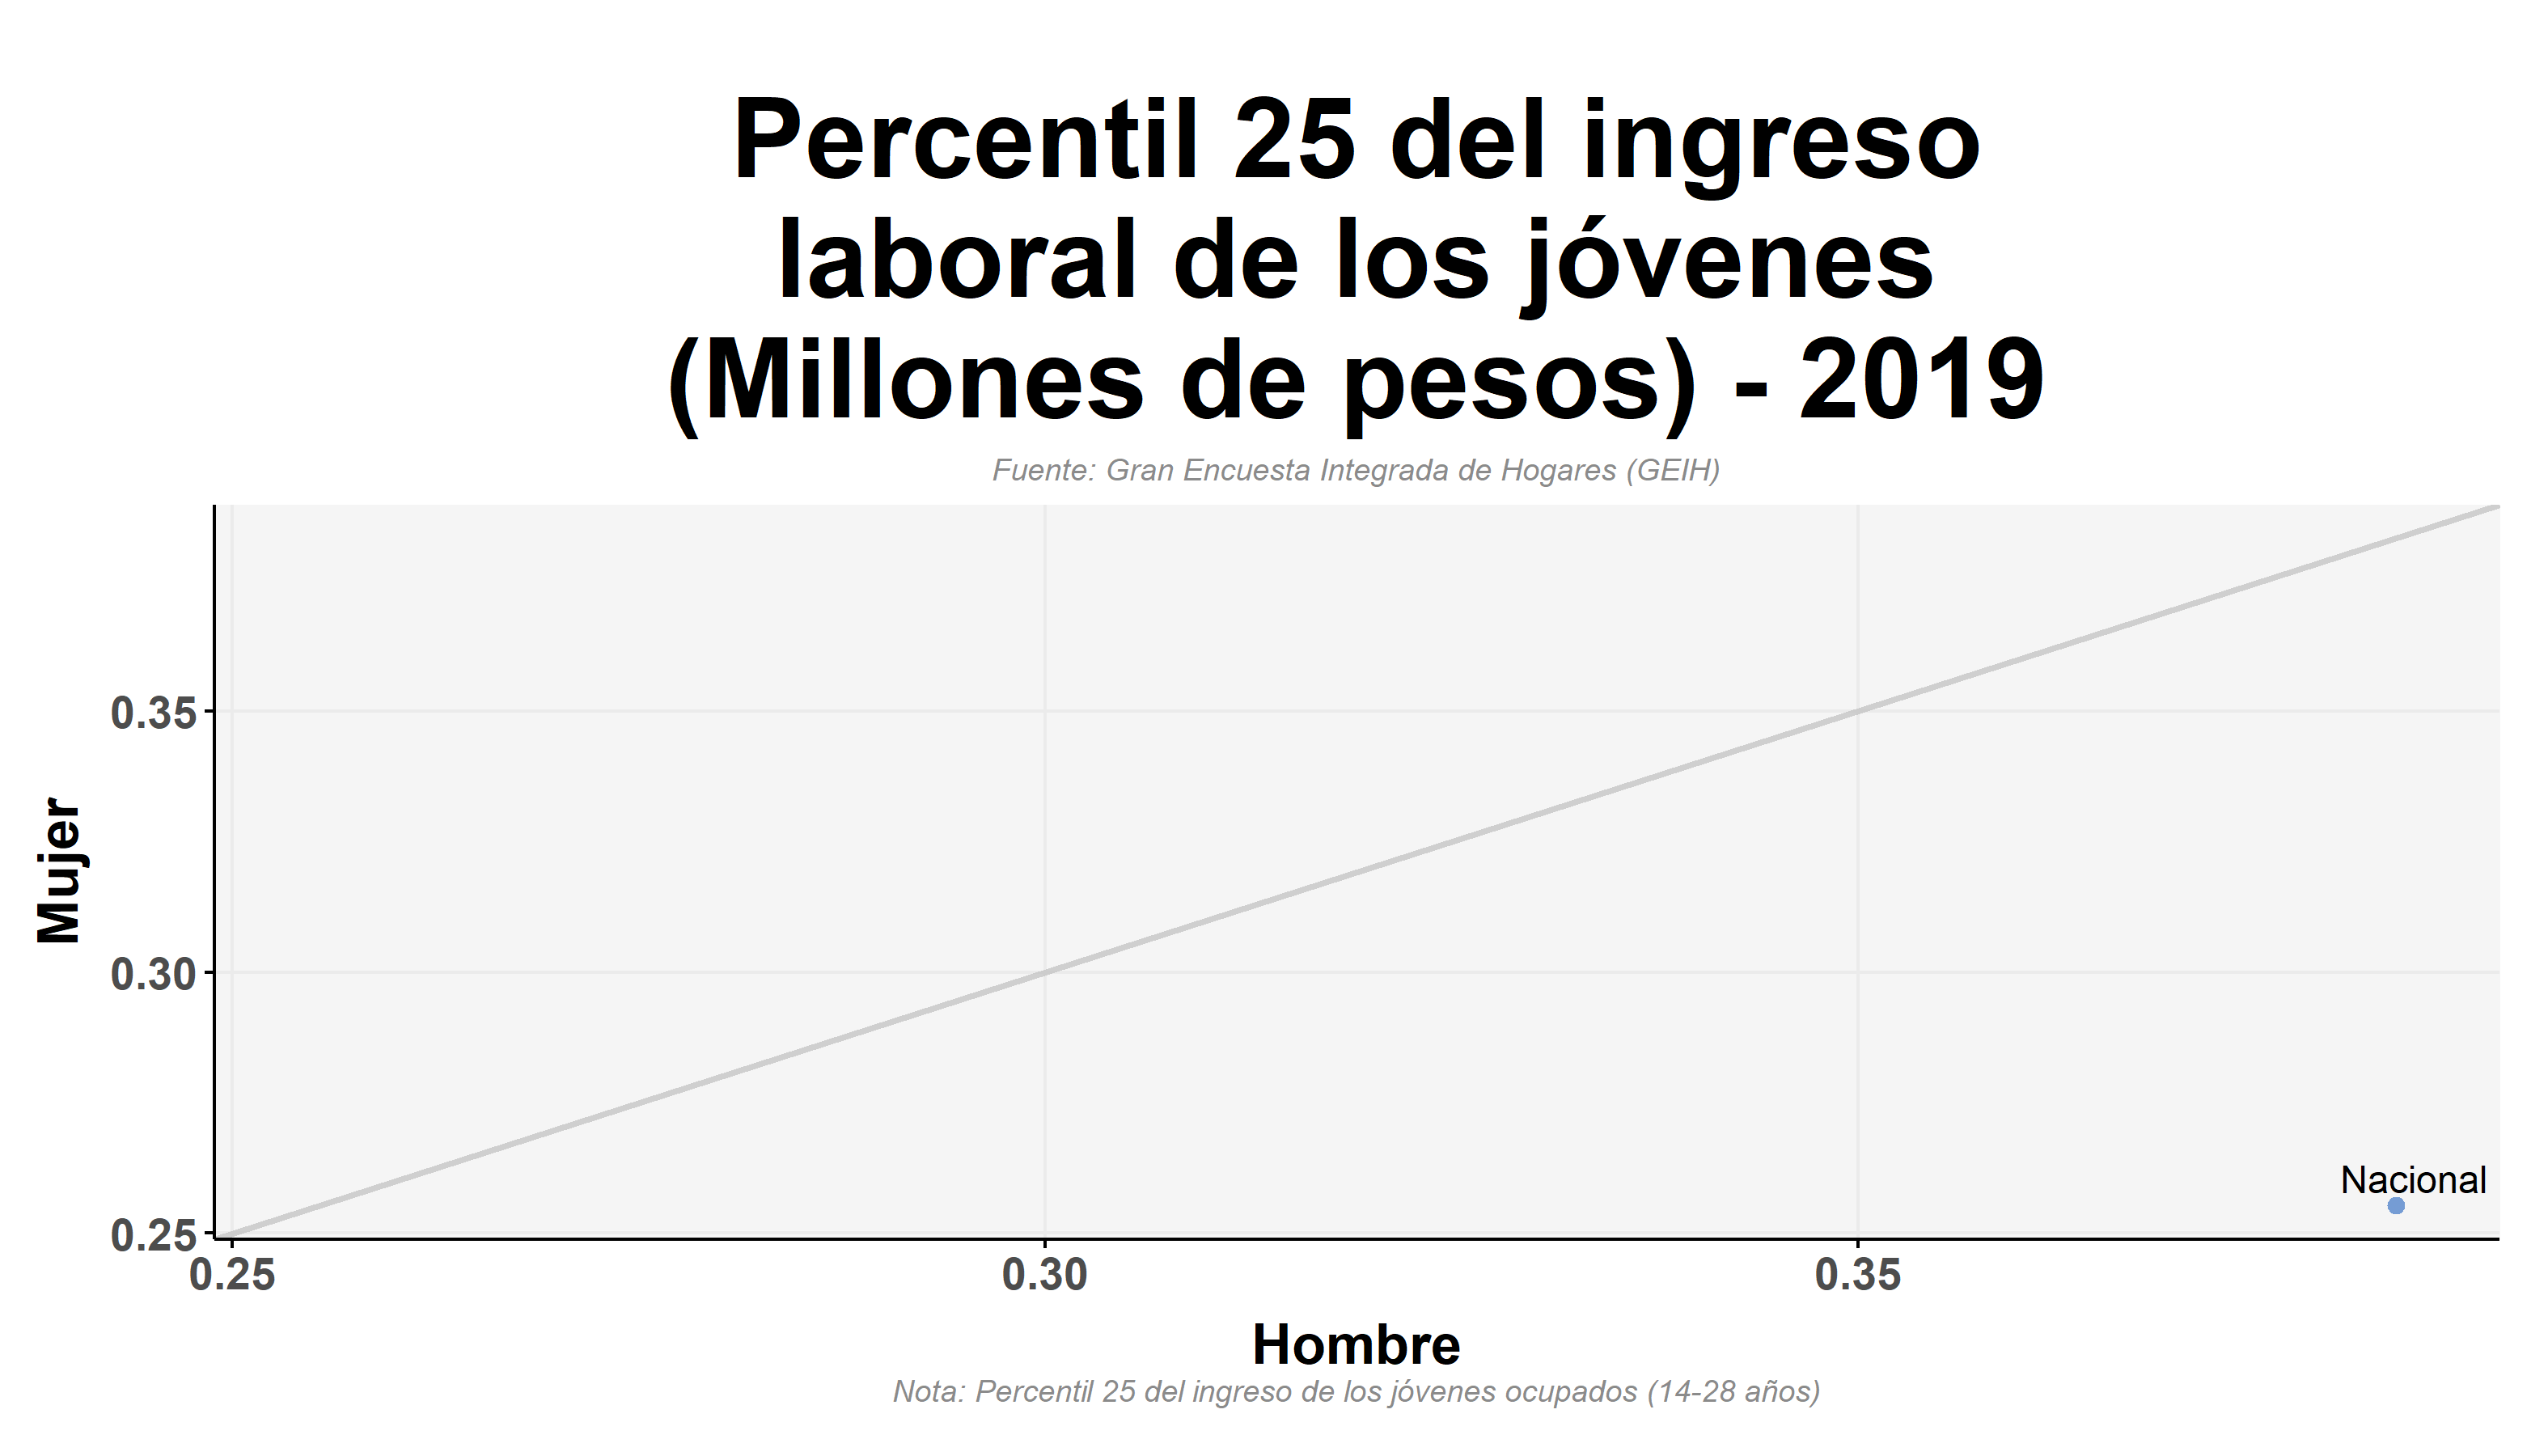 Percentil 25 del ingreso
laboral de los jóvenes
(Millones de pesos) - 2019
Fuente: Gran Encuesta Integrada de Hogares (GEIH)
0.35
0.30
0.25
Mujer
Nacional
0.25
0.30
0.35
Hombre
Nota: Percentil 25 del ingreso de los jóvenes ocupados (14-28 años)